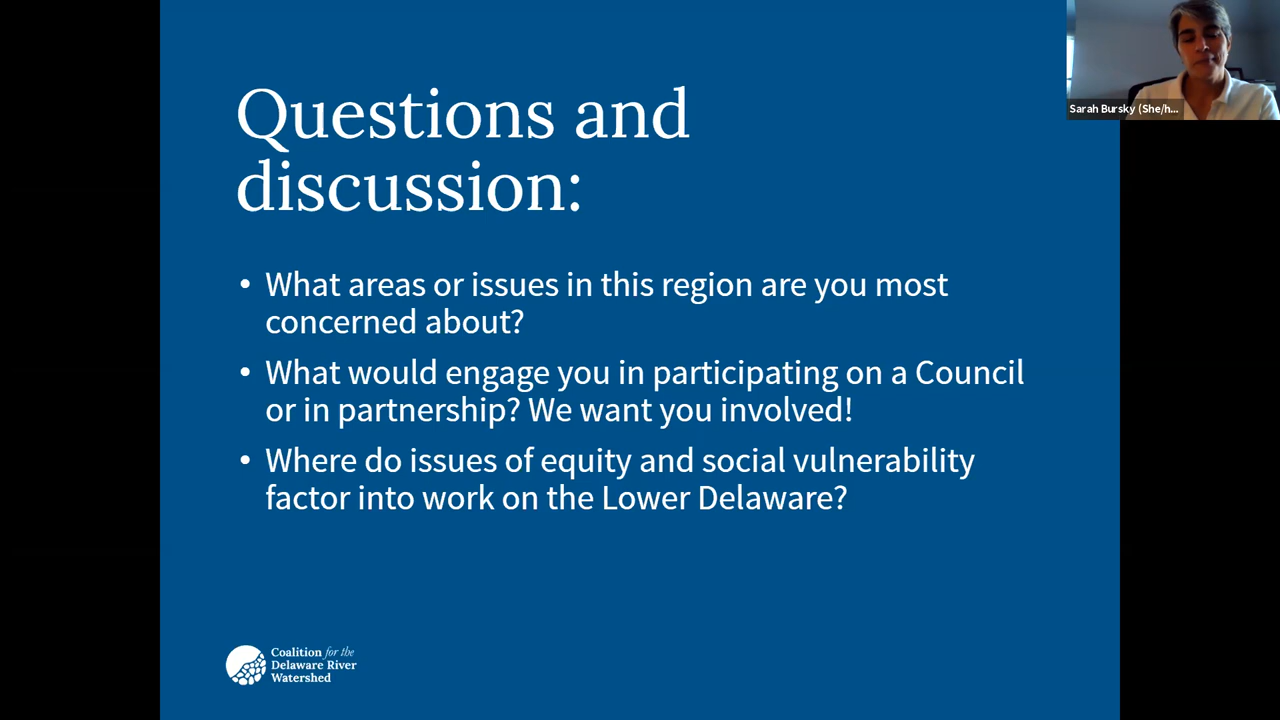 Sarah Bursky (She/h...
Questions and
discussion:
• What areas or issues in this region are you most
concerned about?
• What would engage you in participating on a Council
or in partnership? We want you involved!
• Where do issues of equity and social vulnerability
factor into work on the Lower Delaware?
Coalition for the
Delaware River
Watershed